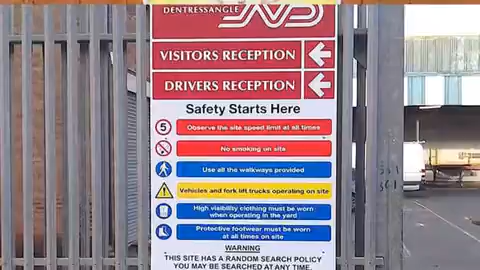 DENTRESSANGLE
VISITORS RECEPTION
DRIVERS RECEPTION
Safety Starts Here
5 Observe the site speed limit at all times
No smoking on site
Use all the walkways provided
Vehicles and fork lift trucks operating on site
High visibility clothing must be worn
when operating in the yard
Protective footwear must be worn
at all times on site
WARNING
THIS SITE HAS A RANDOM SEARCH POLICY
YOU MAY BE SEARCHED AT ANY TIME.